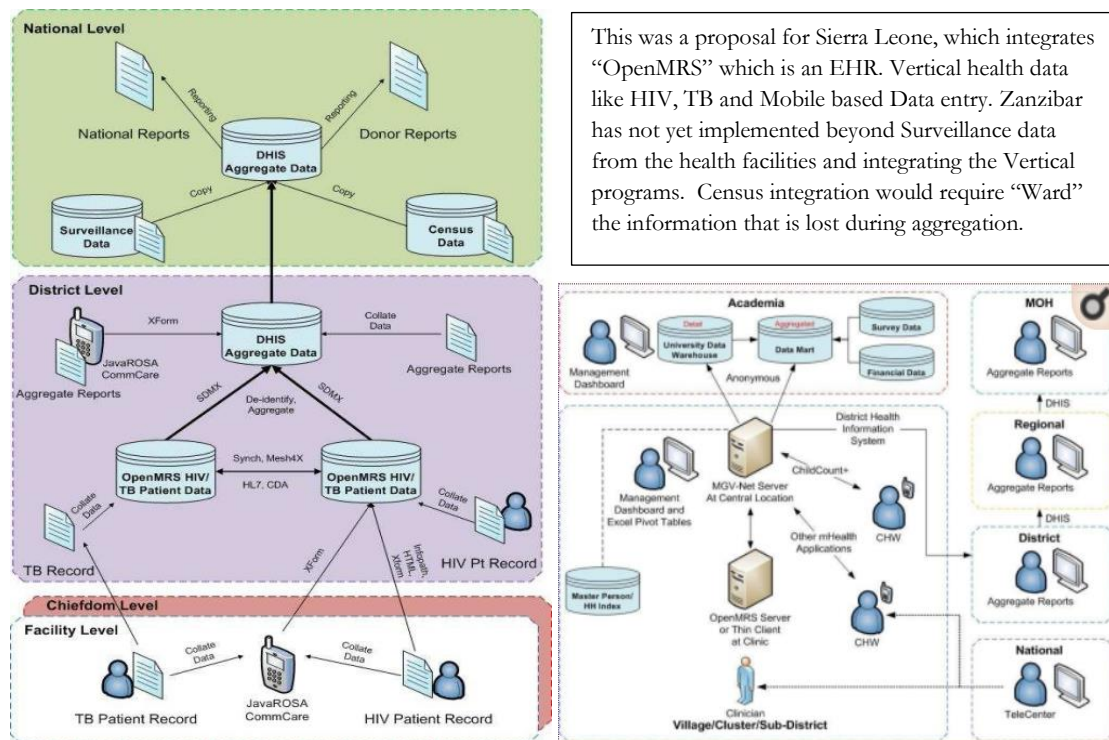 National Level
Reporting
Reporting
National Reports
Donor Reports
DHIS
Aggregate Data
Copy
Copy
Surveillance
Data
Census
Data
District Level
XForm
Collate
Data
JavaROSA
CommCare
DHIS
Aggregate Data
Aggregate Reports
Aggregate Reports
SDMX
SDMX
De-identify,
Aggregate
OpenMRS HIV/
TB Patient Data
Synch, Mesh4X
HL7, CDA
OpenMRS HIV/
TB Patient Data
Collate
Data
Collate
Data
TB Record
XForm
Infopath,
HTML,
Xform
HIV Pt Record
Chiefdom Level
Facility Level
Collate
Data
Collate
Data
TB Patient Record
JavaROSA
CommCare
HIV Patient Record
This was a proposal for Sierra Leone, which integrates
“OpenMRS” which is an EHR. Vertical health data
like HIV, TB and Mobile based Data entry. Zanzibar
has not yet implemented beyond Surveillance data
from the health facilities and integrating the Vertical
programs. Census integration would require “Ward”
the information that is lost during aggregation.
Academia
Management
Dashboard
Detail
University Data
Warehouse
Aggregated
Data Mart
Survey Data
Financial Data
Anonymous
MOH
Aggregate Reports
DHIS
Regional
Aggregate Reports
DHIS
District
Aggregate Reports
National
TeleCenter
District Health
Information
System
MGV-Net Server
At Central Location
ChildCount+
Management
Dashboard and
Excel Pivot Tables
CHW
Other mHealth
Applications
Master Person/
HH Index
OpenMRS Server
or Thin Client
at Clinic
CHW
Clinician
Village/Cluster/Sub-District